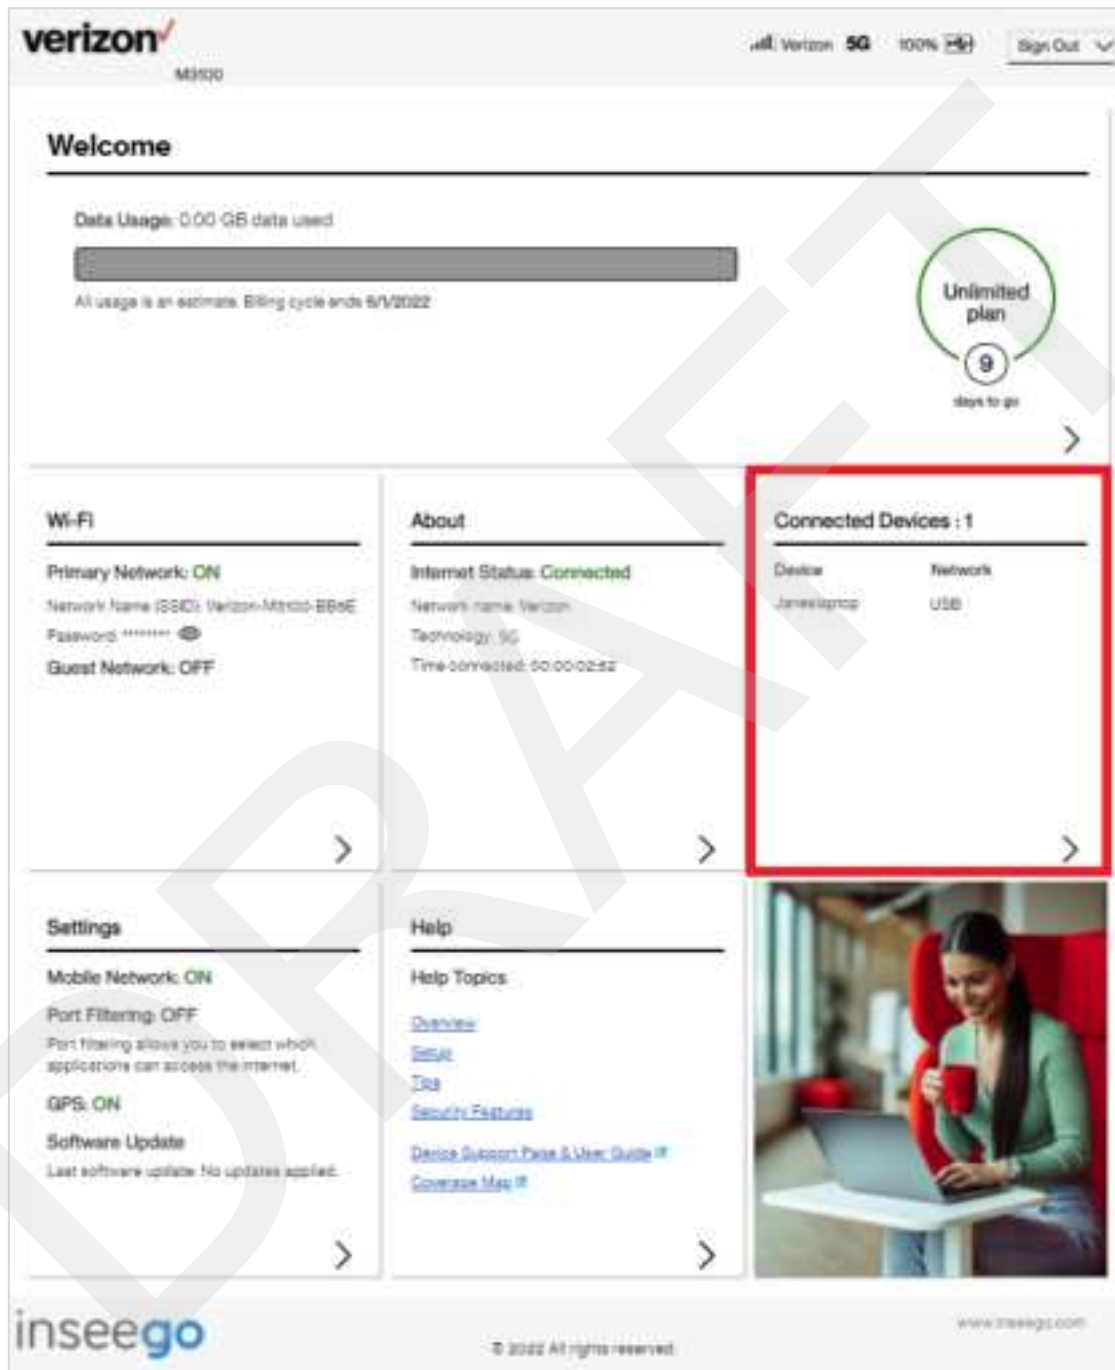 verizon
Verizon 5G 100% Sign Out
M3100
Welcome
Data Usage: 0.00 GB data used
All usage is an estimate. Billing cycle ends 6/1/2022
Unlimited
plan
9
days to go
Wi-Fi
Primary Network: ON
Network Name (SSID): Verizon-M3100-BB6E
Password: ********
Guest Network: OFF
About
Internet Status: Connected
Network name: Verizon
Technology: 5G
Time connected: 00:00:02:52
Connected Devices : 1
Device Network
Janeslaptop USB
Settings
Mobile Network: ON
Port Filtering: OFF
Port filtering allows you to select which
applications can access the internet.
GPS: ON
Software Update
Last software update: No updates applied.
Help
Help Topics
Overview
Setup
Tips
Security Features
Device Support Page & User Guide
Coverage Map
inseego
© 2022 All rights reserved.
www.inseego.com
DRAFT